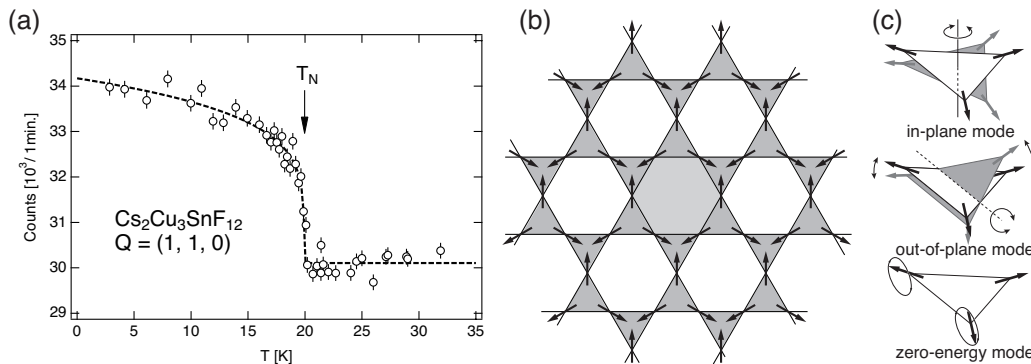 (a)
35
34
33
32
31
30
29
Counts [10³/ 1min.]
T_N
Cs₂Cu₃SnF₁₂
Q = (1, 1, 0)
0 5 10 15 20 25 30 35
T [K]
(b)
(c)
in-plane mode
out-of-plane mode
zero-energy mode